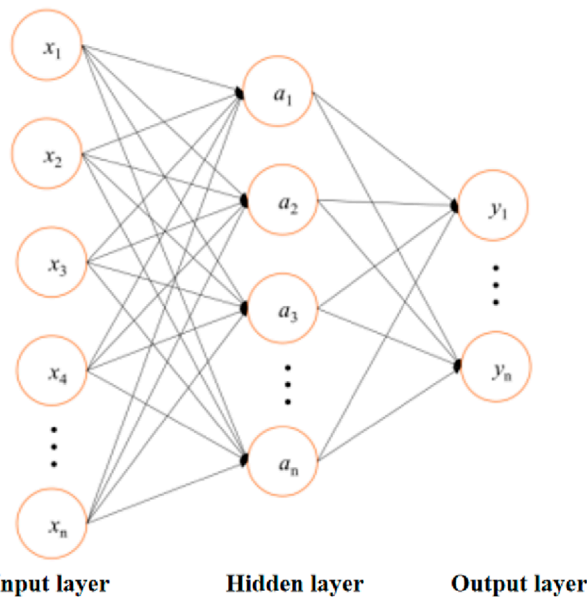 x1
x2
x3
x4
xn
a1
a2
a3
an
y1
yn
nput layer
Hidden layer
Output layer